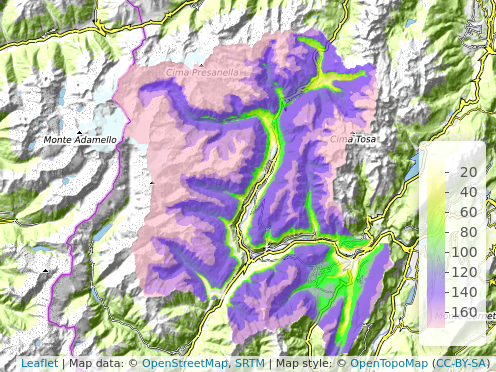 Cima Presanella
Monte Adamello
Cima Tosa
20
40
60
80
100
120
140
160
Leaflet | Map data: © OpenStreetMap, SRTM | Map style: © OpenTopoMap (CC-BY-SA)